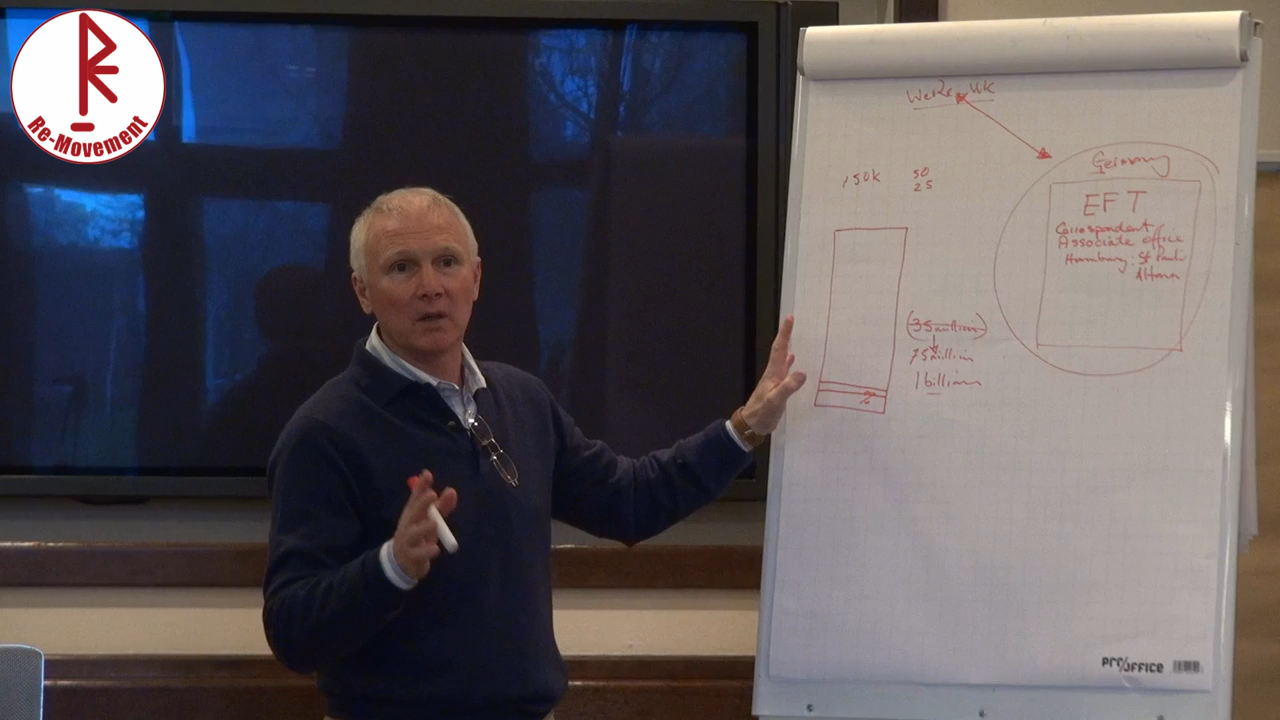 Re-Movement
WeRe UK
150K
50
25
Germany
EFT
Correspondent
Associate office
Hamburg: St Pauli
Altona
(35 million)
75 million
1 billion
%
pro/office